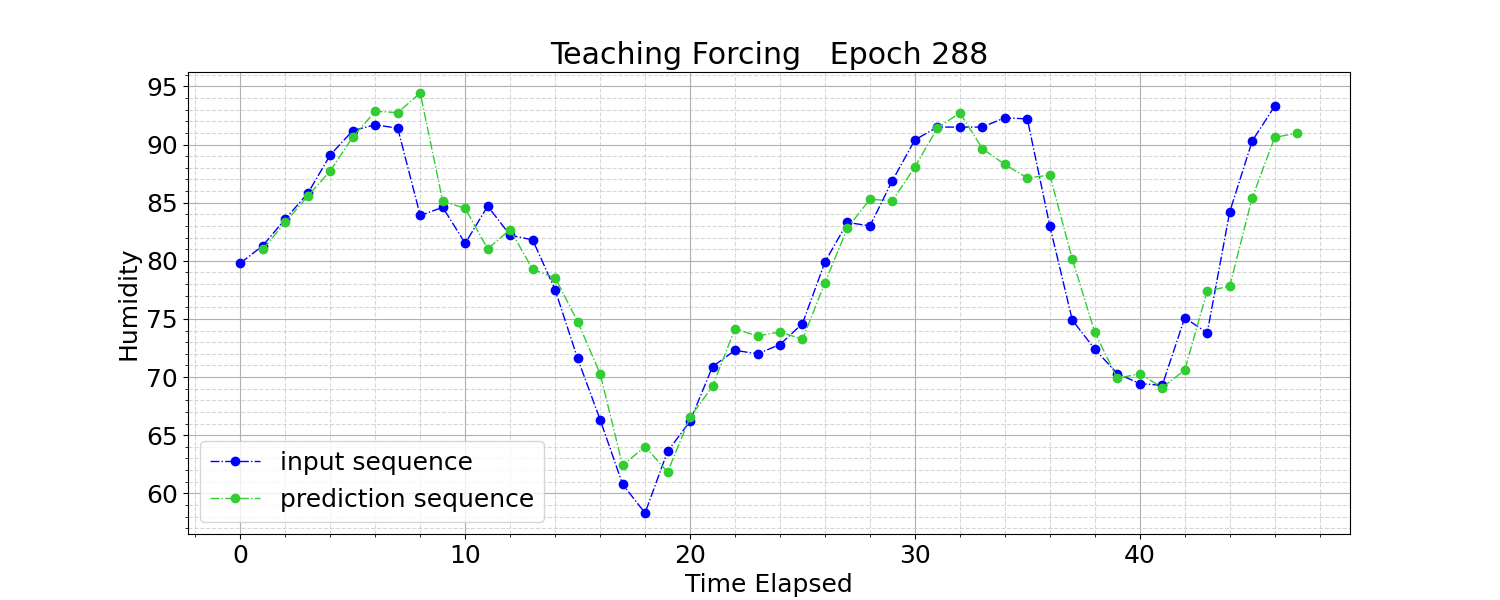 Teaching Forcing   Epoch 288
95
90
85
80
75
70
65
60
Humidity
input sequence
prediction sequence
0 10 20 30 40
Time Elapsed